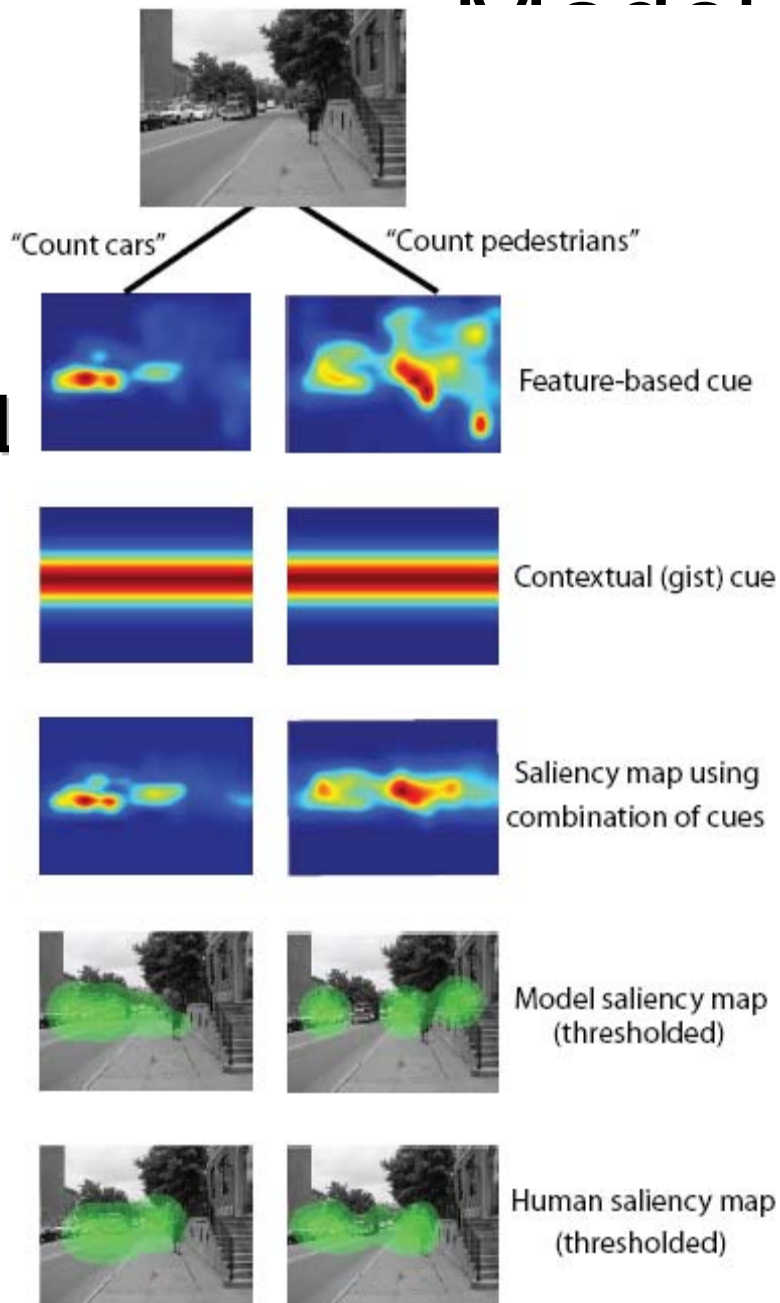 "Count cars"
"Count pedestrians"
Feature-based cue
Contextual (gist) cue
Saliency map using
combination of cues
Model saliency map
(thresholded)
Human saliency map
(thresholded)